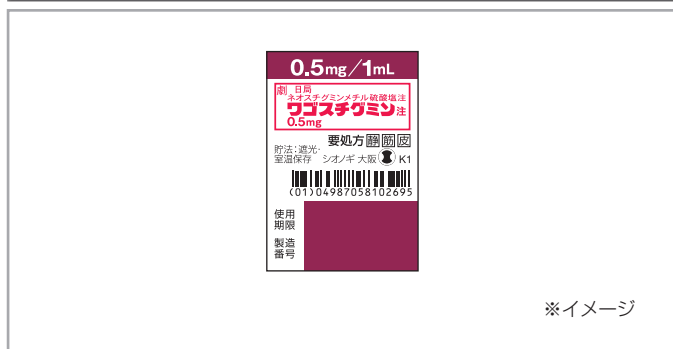 0.5mg/1mL
劇 日局
ネオスチグミンメチル硫酸塩注
ワゴスチグミン注
0.5mg
要処方 静 筋 皮
貯法:遮光・
室温保存 シオノギ 大阪 K1
(01)04987058102695
使用
期限
製造
番号
※イメージ